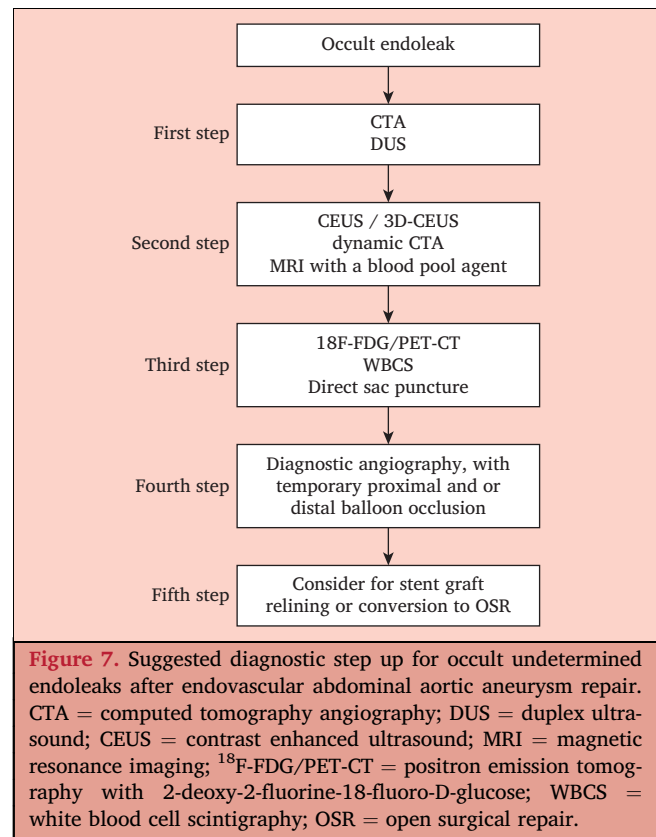 Occult endoleak
First step
CTA
DUS
Second step
CEUS / 3D-CEUS
dynamic CTA
MRI with a blood pool agent
Third step
18F-FDG/PET-CT
WBCS
Direct sac puncture
Fourth step
Diagnostic angiography, with
temporary proximal and or
distal balloon occlusion
Fifth step
Consider for stent graft
relining or conversion to OSR
Figure 7. Suggested diagnostic step up for occult undetermined
endoleaks after endovascular abdominal aortic aneurysm repair.
CTA = computed tomography angiography; DUS = duplex ultra-
sound; CEUS = contrast enhanced ultrasound; MRI = magnetic
resonance imaging; ¹⁸F-FDG/PET-CT = positron emission tomog-
raphy with 2-deoxy-2-fluorine-18-fluoro-D-glucose; WBCS =
white blood cell scintigraphy; OSR = open surgical repair.